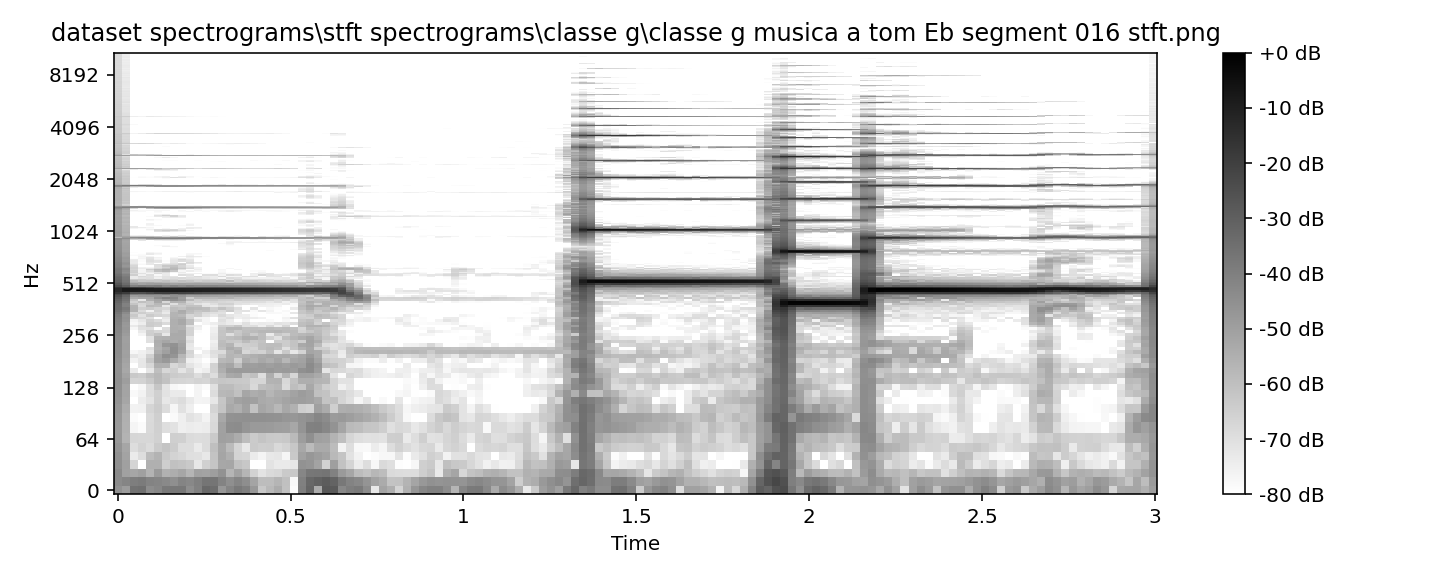 dataset spectrograms\stft spectrograms\classe g\classe g musica a tom Eb segment 016 stft.png
8192
4096
2048
1024
512
256
128
64
0
Hz
0
0.5
1
1.5
2
2.5
3
Time
+0 dB
-10 dB
-20 dB
-30 dB
-40 dB
-50 dB
-60 dB
-70 dB
-80 dB